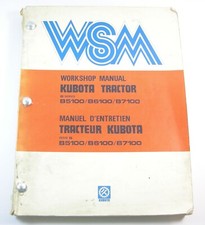 WSM
WORKSHOP MANUAL
KUBOTA TRACTOR
B5100/B6100/B7100
MANUEL D'ENTRETIEN
TRACTEUR KUBOTA
B5100/B6100/B7100